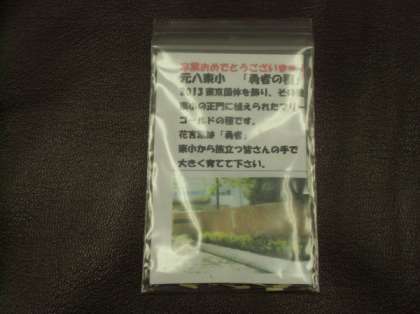 卒業おめでとうございます
元八東小 「勇者の種」
2013東京国体を飾り、その後
東小の正門に植えられたマリー
ゴールドの種です。
花言葉は「勇者」
東小から旅立つ皆さんの手で
大きく育てて下さい。